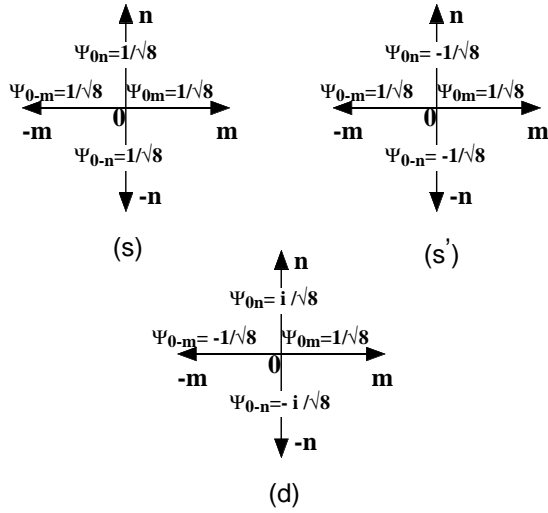 n
Ψ0n=1/√8
Ψ0-m=1/√8 Ψ0m=1/√8
0
-m m
Ψ0-n=1/√8
-n
(s)
n
Ψ0n= -1/√8
Ψ0-m=1/√8 Ψ0m=1/√8
0
-m m
Ψ0-n= -1/√8
-n
(s')
n
Ψ0n= i /√8
Ψ0-m= -1/√8 Ψ0m=1/√8
0
-m m
Ψ0-n=- i /√8
-n
(d)